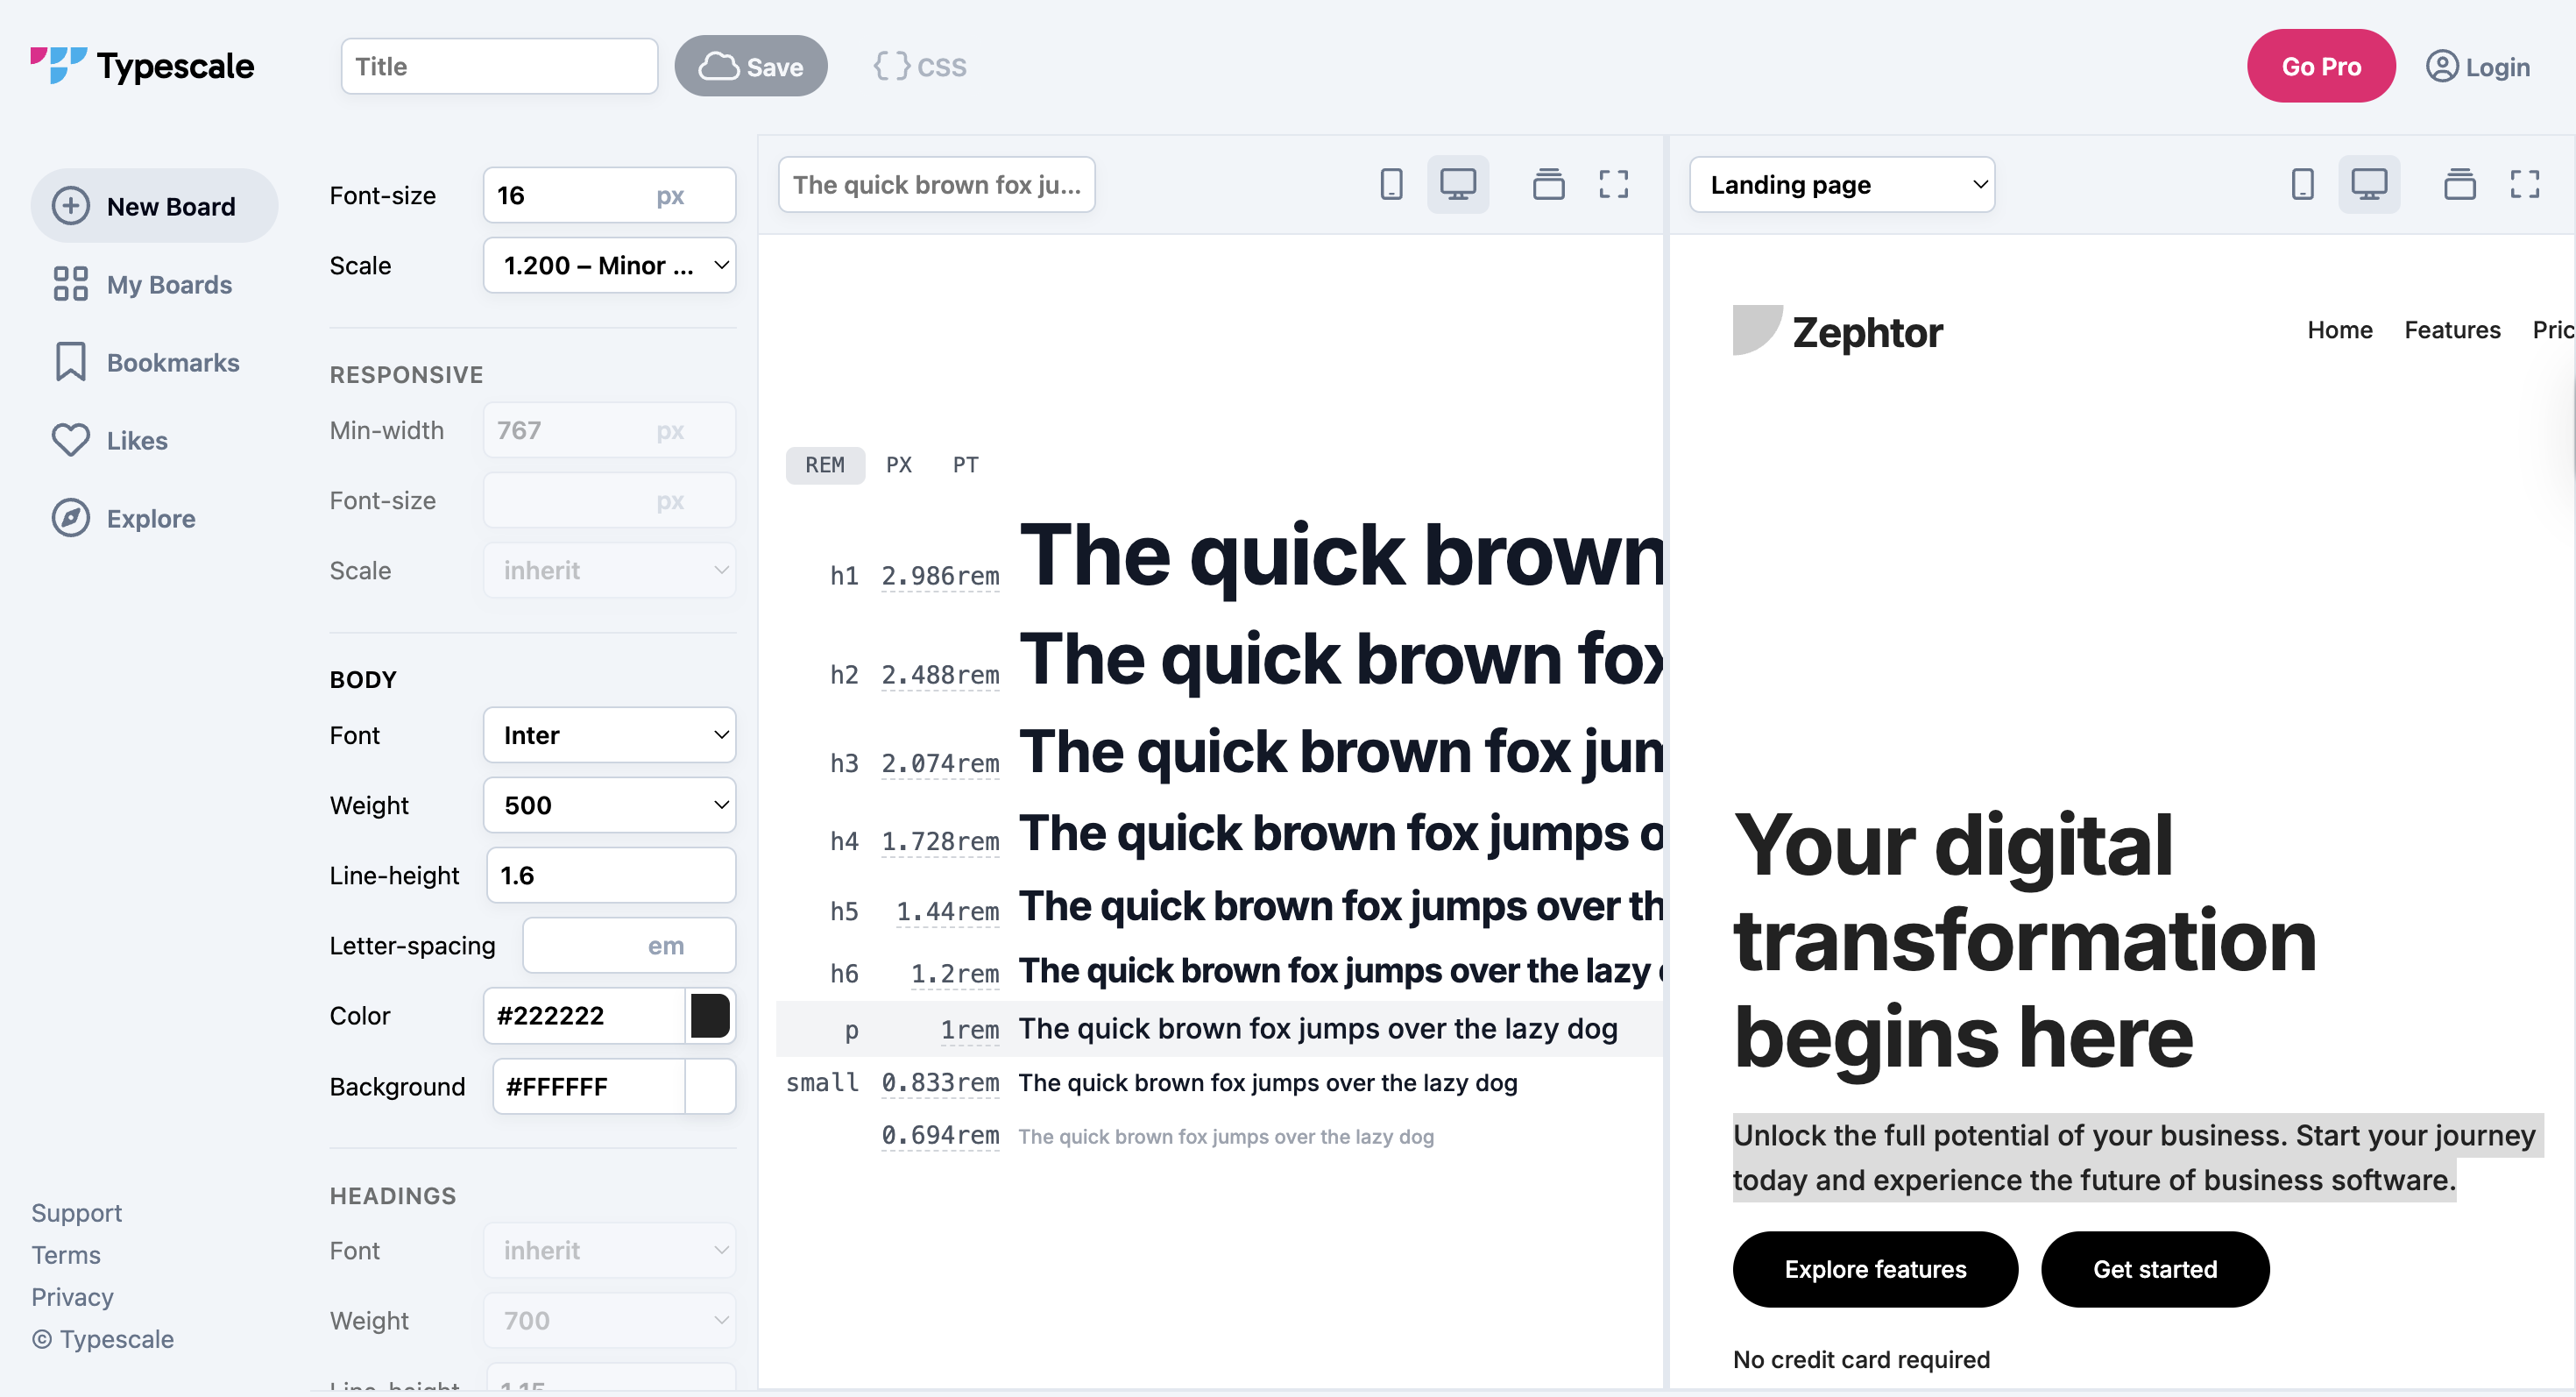 Typescale
Title
Save
{ } CSS
Go Pro
Login
New Board
My Boards
Bookmarks
Likes
Explore
Support
Terms
Privacy
© Typescale
Font-size 16 px
Scale 1.200 – Minor ...
RESPONSIVE
Min-width 767 px
Font-size px
Scale inherit
BODY
Font Inter
Weight 500
Line-height 1.6
Letter-spacing em
Color #222222
Background #FFFFFF
HEADINGS
Font inherit
Weight 700
Line-height 1.15
The quick brown fox ju...
REM PX PT
h1 2.986rem The quick brown
h2 2.488rem The quick brown fox
h3 2.074rem The quick brown fox jum
h4 1.728rem The quick brown fox jumps o
h5 1.44rem The quick brown fox jumps over th
h6 1.2rem The quick brown fox jumps over the lazy
p 1rem The quick brown fox jumps over the lazy dog
small 0.833rem The quick brown fox jumps over the lazy dog
0.694rem The quick brown fox jumps over the lazy dog
Landing page
Zephtor
Home Features Pric
Your digital
transformation
begins here
Unlock the full potential of your business. Start your journey
today and experience the future of business software.
Explore features
Get started
No credit card required